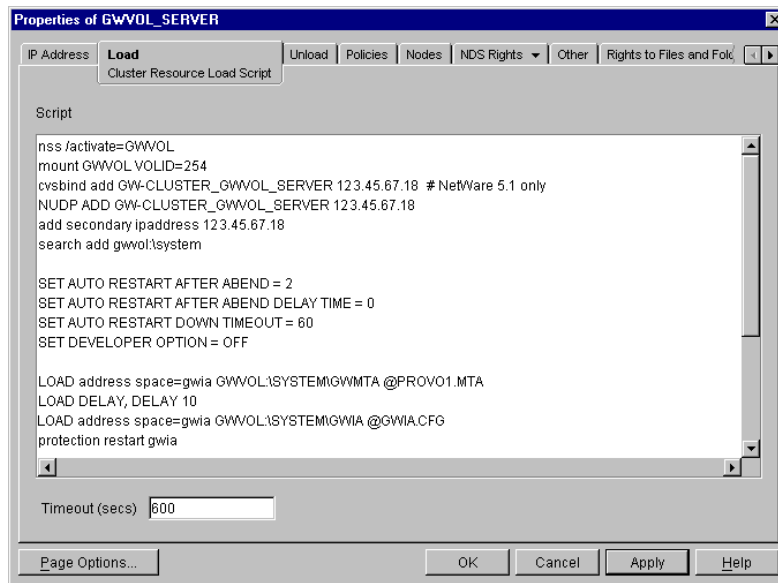 Properties of GWVOL_SERVER
IP Address
Load
Cluster Resource Load Script
Unload
Policies
Nodes
NDS Rights
Other
Rights to Files and Fold
Script
nss /activate=GWVOL
mount GWVOL VOLID=254
cvsbind add GW-CLUSTER_GWVOL_SERVER 123.45.67.18 # NetWare 5.1 only
NUDP ADD GW-CLUSTER_GWVOL_SERVER 123.45.67.18
add secondary ipaddress 123.45.67.18
search add gwvol:\system
SET AUTO RESTART AFTER ABEND = 2
SET AUTO RESTART AFTER ABEND DELAY TIME = 0
SET AUTO RESTART DOWN TIMEOUT = 60
SET DEVELOPER OPTION = OFF
LOAD address space=gwia GWVOL:\SYSTEM\GWMTA @PROVO1.MTA
LOAD DELAY, DELAY 10
LOAD address space=gwia GWVOL:\SYSTEM\GWIA @GWIA.CFG
protection restart gwia
Timeout (secs) 600
Page Options... OK Cancel Apply Help